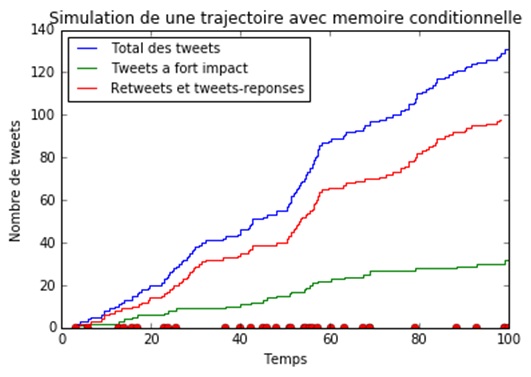 Simulation de une trajectoire avec memoire conditionnelle
140
120
100
80
60
40
20
0
Nombre de tweets
Total des tweets
Tweets a fort impact
Retweets et tweets-reponses
0 20 40 60 80 100
Temps